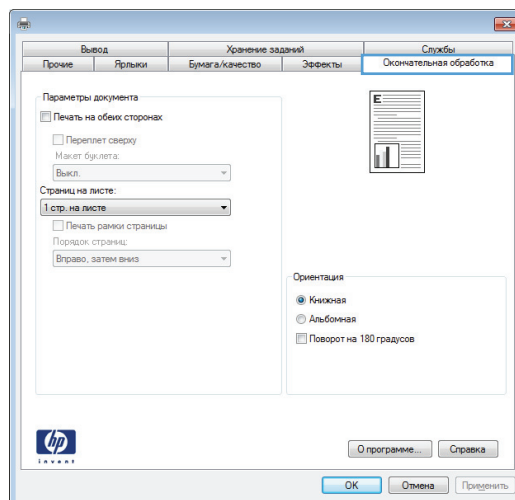 Вывод Хранение заданий Службы
Прочие Ярлыки Бумага/качество Эффекты Окончательная обработка
Параметры документа
Печать на обеих сторонах
Переплет сверху
Макет буклета:
Выкл.
Страниц на листе:
1 стр. на листе
Печать рамки страницы
Порядок страниц:
Вправо, затем вниз
E
Ориентация
Книжная
Альбомная
Поворот на 180 градусов
hp
invent
О программе... Справка
OK Отмена Применить